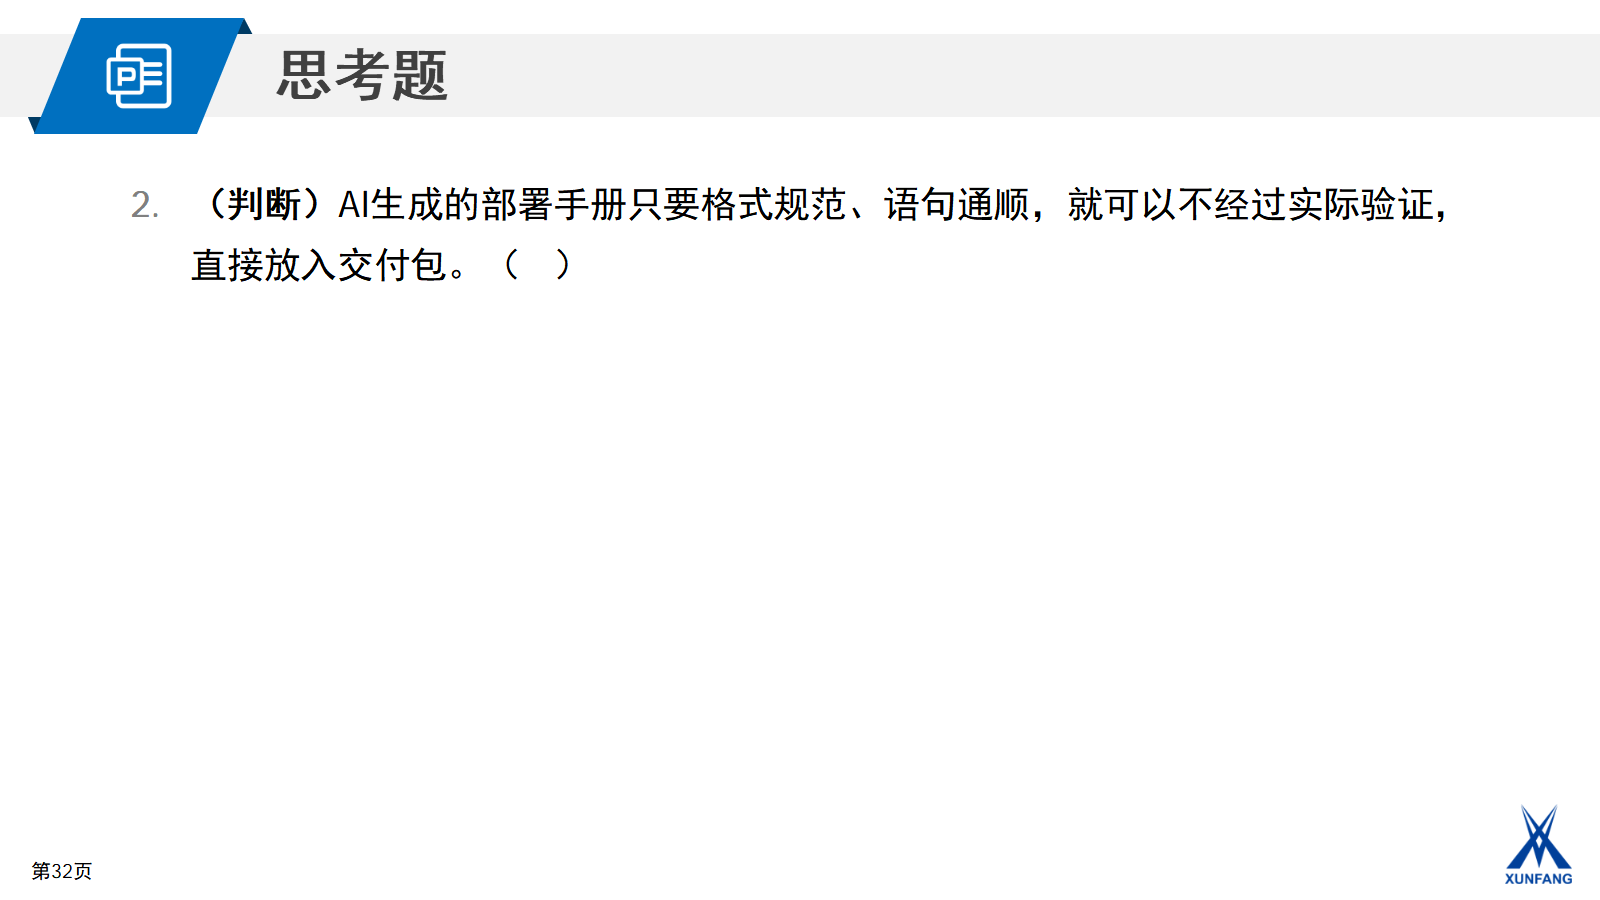 思考题
2. （判断）AI生成的部署手册只要格式规范、语句通顺，就可以不经过实际验证，
直接放入交付包。（ ）
第32页
XUNFANG